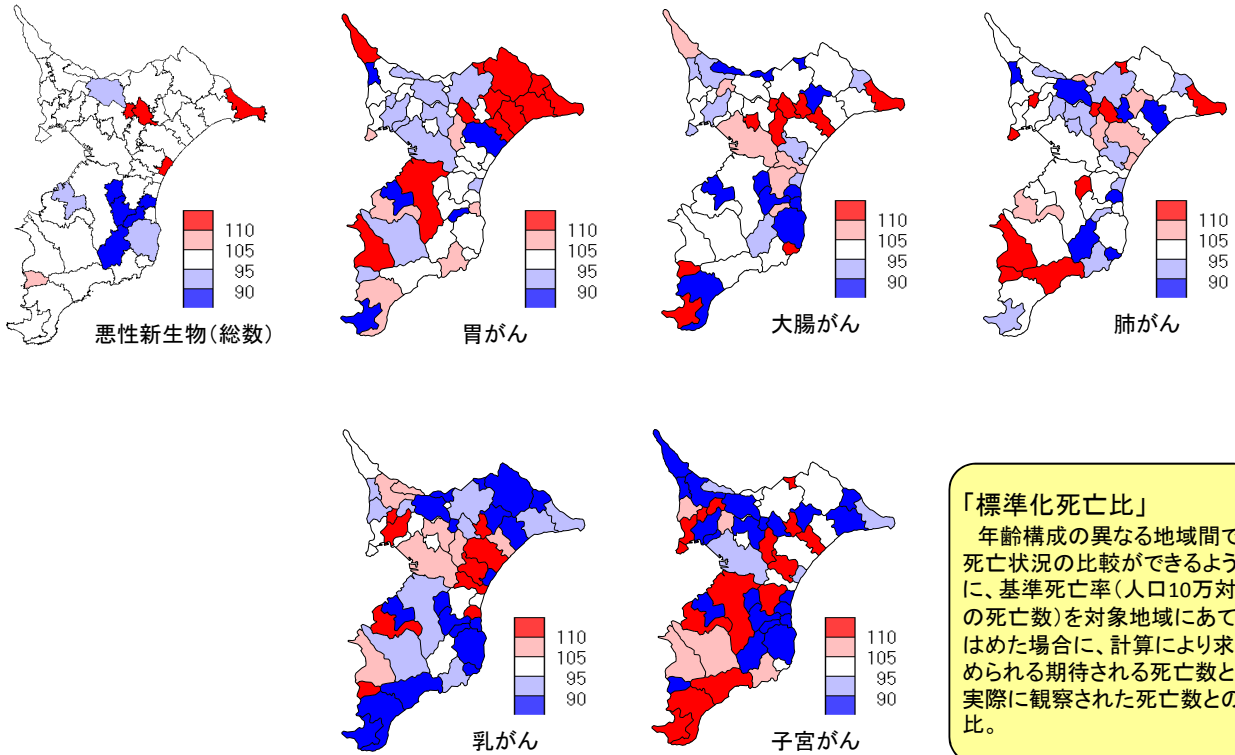 110
105
95
90
悪性新生物（総数）
110
105
95
90
胃がん
110
105
95
90
大腸がん
110
105
95
90
肺がん
110
105
95
90
乳がん
110
105
95
90
子宮がん
「標準化死亡比」
年齢構成の異なる地域間で
死亡状況の比較ができるよう
に、基準死亡率（人口10万対
の死亡数）を対象地域にあて
はめた場合に、計算により求
められる期待される死亡数と
実際に観察された死亡数との
比。